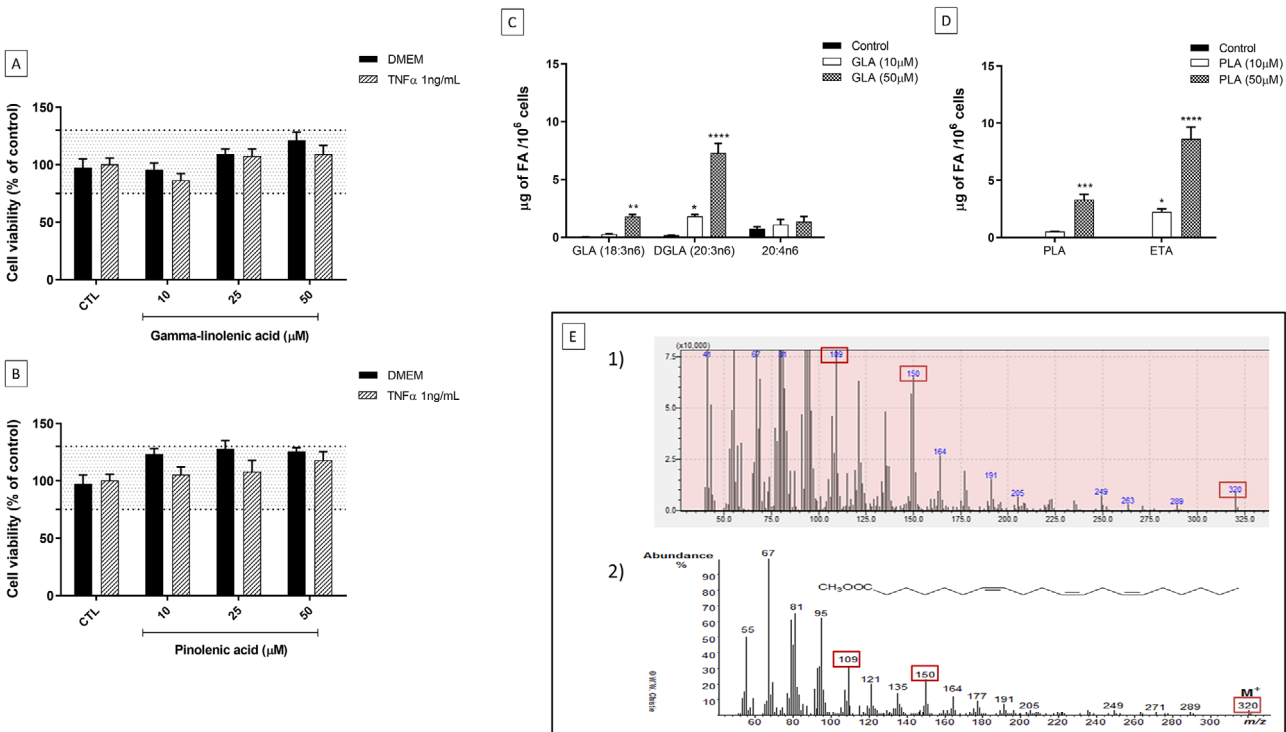 A
DMEM
TNFα 1ng/mL
Cell viability (% of control)
150
100
50
0
CTL
10
25
50
Gamma-linolenic acid (μM)
B
DMEM
TNFα 1ng/mL
Cell viability (% of control)
150
100
50
0
CTL
10
25
50
Pinolenic acid (μM)
C
Control
GLA (10μM)
GLA (50μM)
μg of FA /10⁶ cells
15
10
5
0
**
*
****
GLA (18:3n6)
DGLA (20:3n6)
20:4n6
D
Control
PLA (10μM)
PLA (50μM)
μg of FA /10⁶ cells
15
10
5
0
***
*
****
PLA
ETA
E
1)
(x10,000)
7.5
5.0
2.5
0.0
41
67
81
109
150
164
191
205
249
263
289
320
50.0
75.0
100.0
125.0
150.0
175.0
200.0
225.0
250.0
275.0
300.0
325.0
2)
Abundance
%
90
80
70
60
50
40
30
20
10
CH₃OOC
55
67
81
95
109
121
135
150
164
177
191
205
249
271
289
M⁺
320
60
80
100
120
140
160
180
200
220
240
260
280
300
m/z
© W.W. Christie